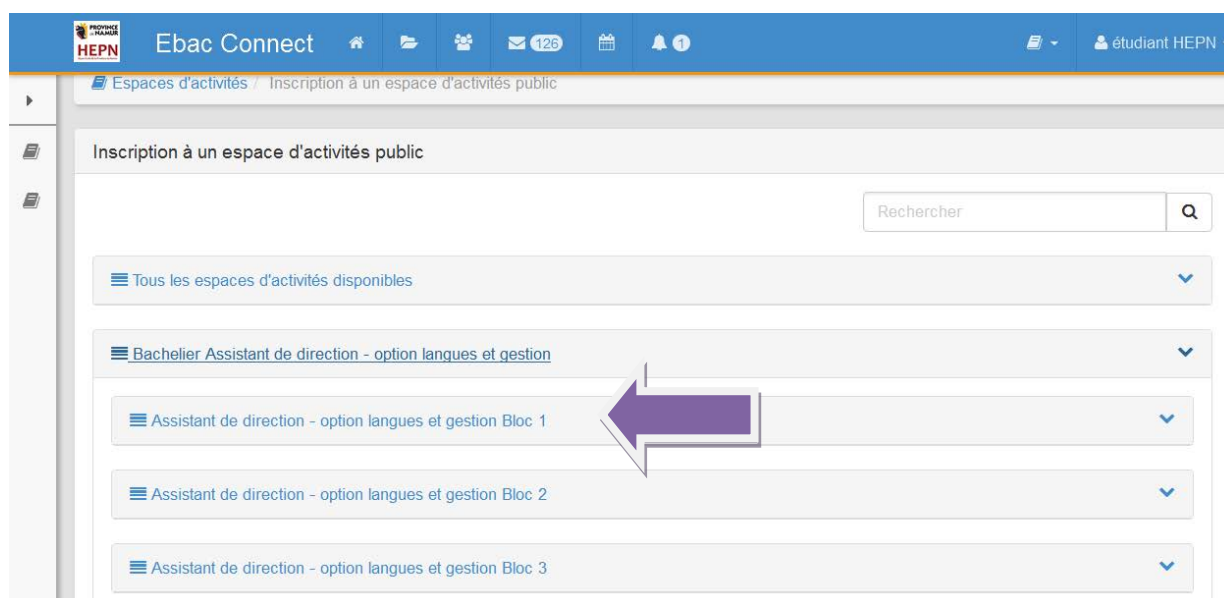 PROVINCE
DE NAMUR
HEPN
Ebac Connect 126 1 étudiant HEPN
Espaces d'activités / Inscription à un espace d'activités public
Inscription à un espace d'activités public
Rechercher
Tous les espaces d'activités disponibles
Bachelier Assistant de direction - option langues et gestion
Assistant de direction - option langues et gestion Bloc 1
Assistant de direction - option langues et gestion Bloc 2
Assistant de direction - option langues et gestion Bloc 3